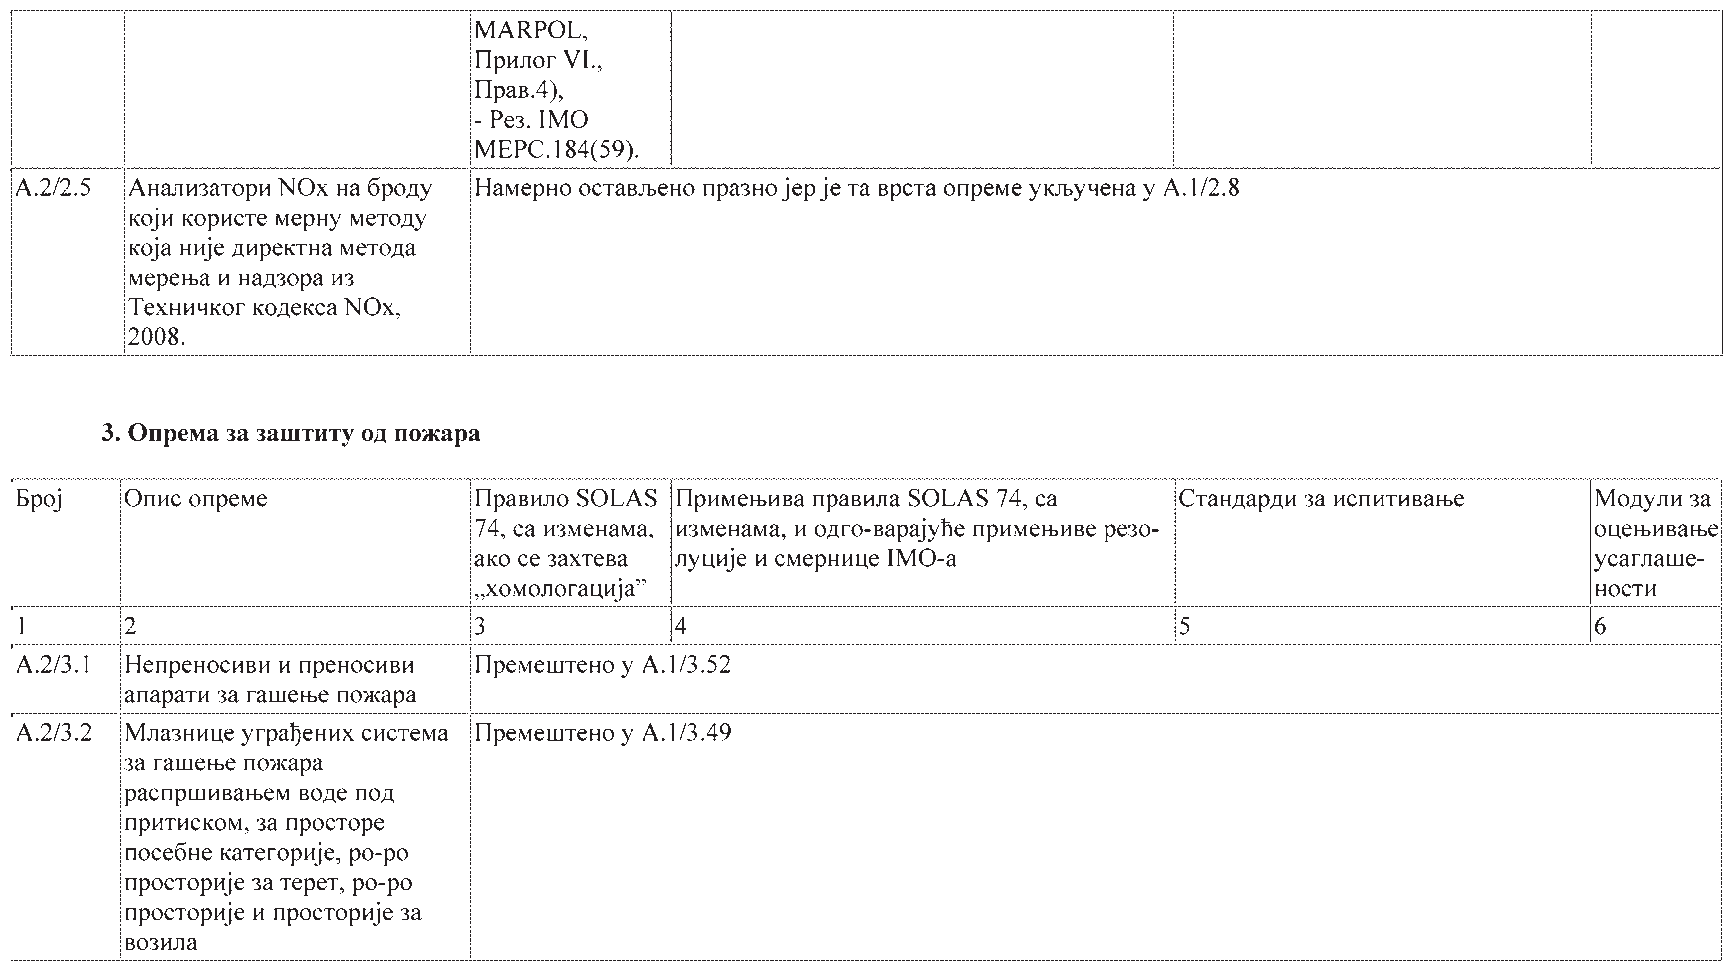 MARPOL,
Прилог VI.,
Прав.4),
- Рез. IMO
MEPC.184(59).
А.2/2.5
Анализатори NOx на броду
који користе мерну методу
која није директна метода
мерења и надзора из
Техничког кодекса NOx,
2008.
Намерно остављено празно јер је та врста опреме укључена у А.1/2.8
3. Опрема за заштиту од пожара
Број
Опис опреме
Правило SOLAS
74, са изменама,
ако се захтева
„хомологација”
Примењива правила SOLAS 74, са
изменама, и одго-варајуће примењиве резо-
луције и смернице IMO-а
Стандарди за испитивање
Модули за
оцењивање
усаглаше-
ности
1
2
3
4
5
6
А.2/3.1
Непреносиви и преносиви
апарати за гашење пожара
Премештено у А.1/3.52
А.2/3.2
Млазнице уграђених система
за гашење пожара
распршивањем воде под
притиском, за просторе
посебне категорије, ро-ро
просторије за терет, ро-ро
просторије и просторије за
возила
Премештено у А.1/3.49